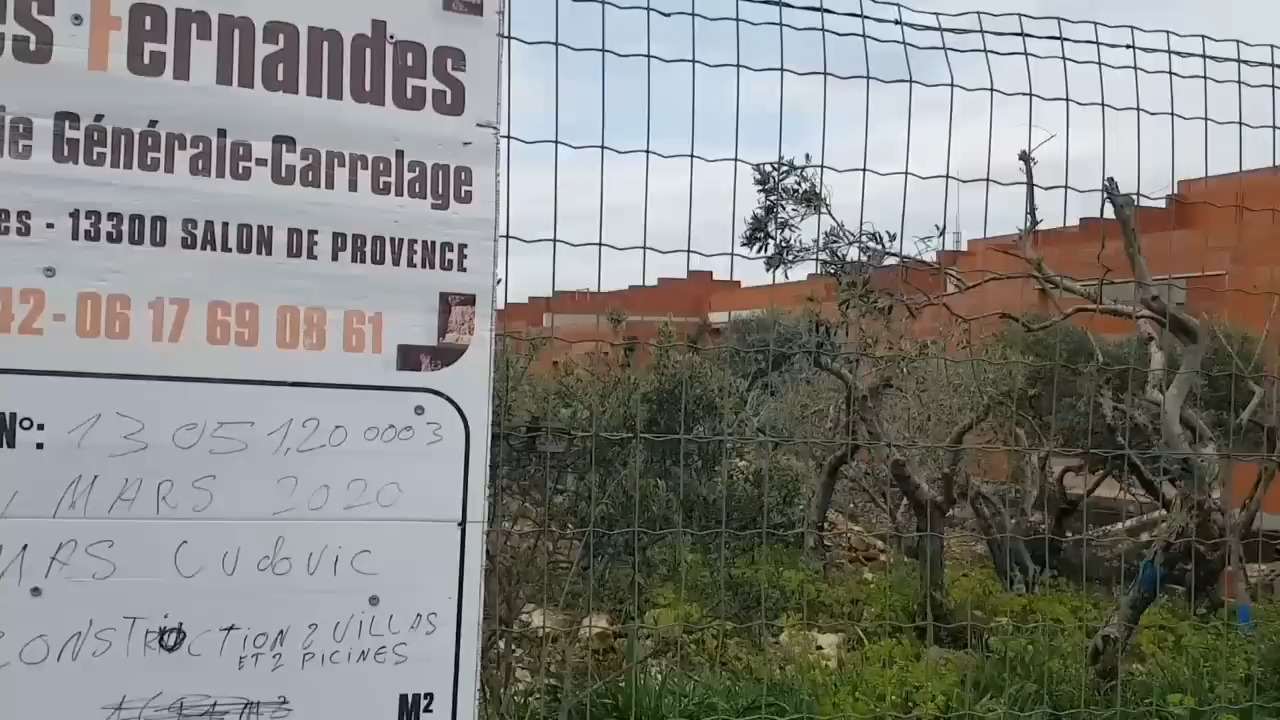 es Fernandes
ie Générale-Carrelage
es - 13300 SALON DE PROVENCE
42 - 06 17 69 08 61
N°: 13 051,20 0003
MARS 2020
MAS Ludovic
CONSTRUCTION 2 VILLAS
ET 2 PICINES
M²